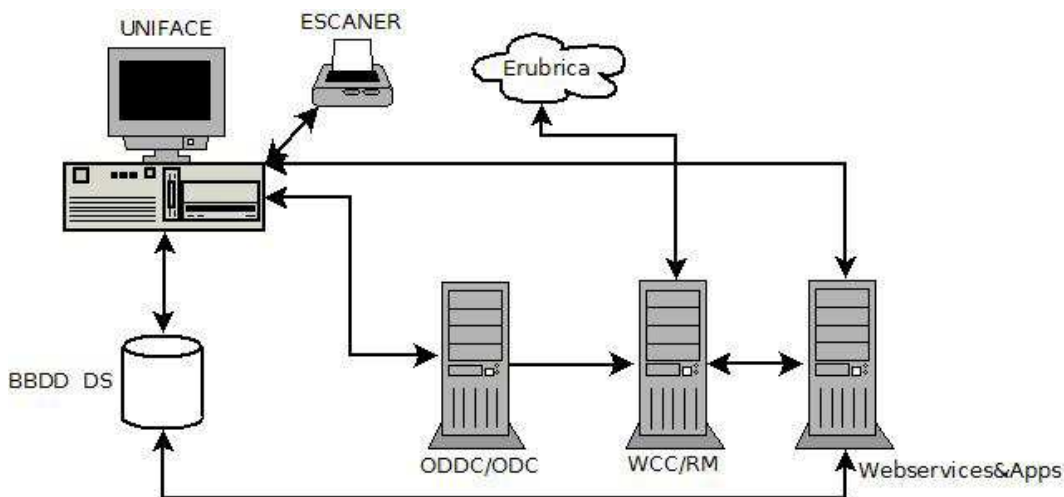 UNIFACE
ESCANER
Erubrica
BBDD DS
ODDC/ODC
WCC/RM
Webservices&Apps